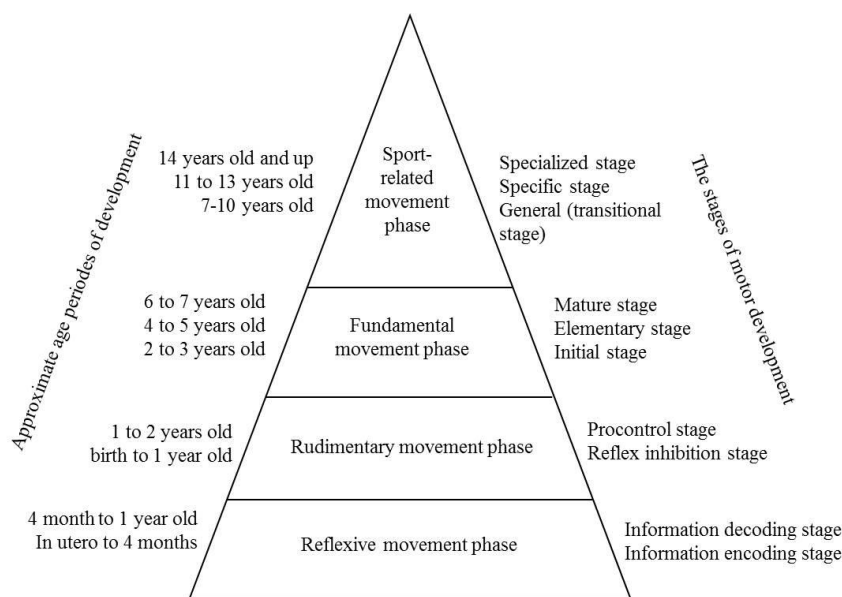 Approximate age periodes of development
14 years old and up
11 to 13 years old
7-10 years old
Sport-
related
movement
phase
Specialized stage
Specific stage
General (transitional
stage)
The stages of motor development
6 to 7 years old
4 to 5 years old
2 to 3 years old
Fundamental
movement phase
Mature stage
Elementary stage
Initial stage
1 to 2 years old
birth to 1 year old
Rudimentary movement phase
Procontrol stage
Reflex inhibition stage
4 month to 1 year old
In utero to 4 months
Reflexive movement phase
Information decoding stage
Information encoding stage